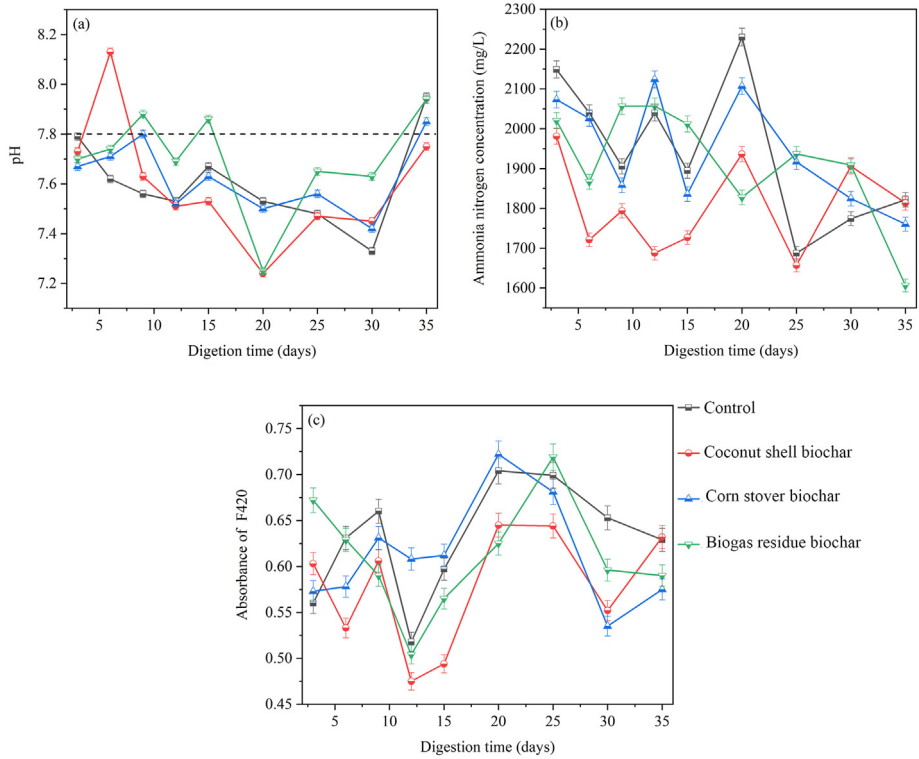 (a)
8.2
8.0
7.8
7.6
7.4
7.2
pH
5 10 15 20 25 30 35
Digetion time (days)
(b)
2300
2200
2100
2000
1900
1800
1700
1600
Ammonia nitrogen concentration (mg/L)
5 10 15 20 25 30 35
Digestion time (days)
(c)
0.75
0.70
0.65
0.60
0.55
0.50
0.45
Absorbance of F420
5 10 15 20 25 30 35
Digestion time (days)
Control
Coconut shell biochar
Corn stover biochar
Biogas residue biochar